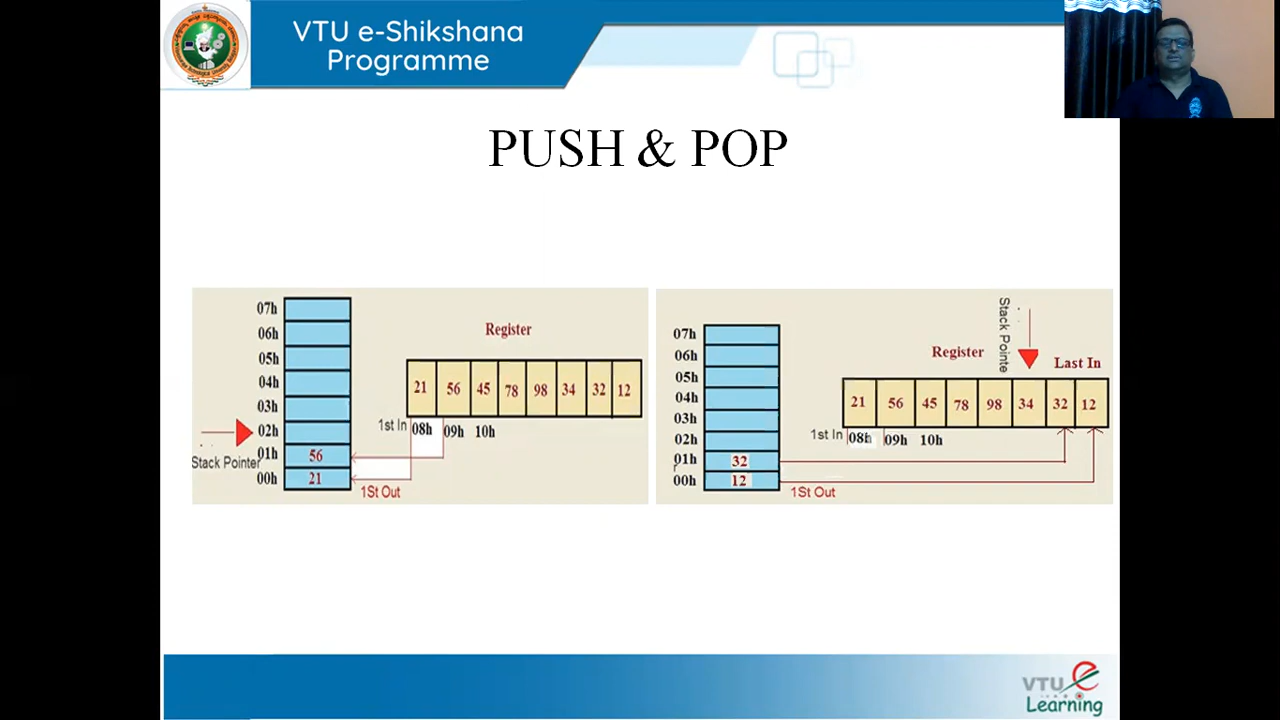 VTU e-Shikshana
Programme
PUSH & POP
07h
06h
05h
04h
03h
02h
01h
00h
56
21
Stack Pointer
Register
21 56 45 78 98 34 32 12
1st In 08h 09h 10h
1St Out
07h
06h
05h
04h
03h
02h
01h
00h
32
12
Stack Pointe
r
Register
Last In
21 56 45 78 98 34 32 12
1st In 08h 09h 10h
1St Out
VTU e
Learning